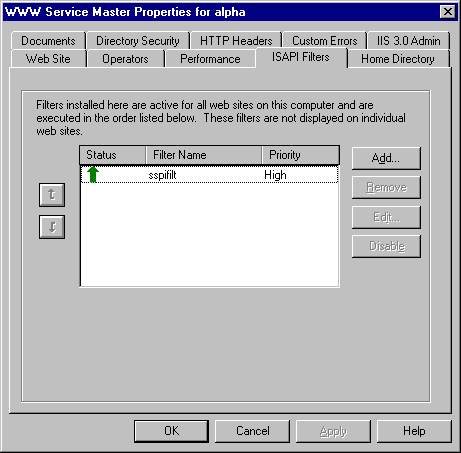 WWW Service Master Properties for alpha
Documents Directory Security HTTP Headers Custom Errors IIS 3.0 Admin
Web Site Operators Performance ISAPI Filters Home Directory
Filters installed here are active for all web sites on this computer and are
executed in the order listed below. These filters are not displayed on individual
web sites.
Status Filter Name Priority
sspifilt High
Add...
Remove
Edit...
Disable
OK Cancel Apply Help